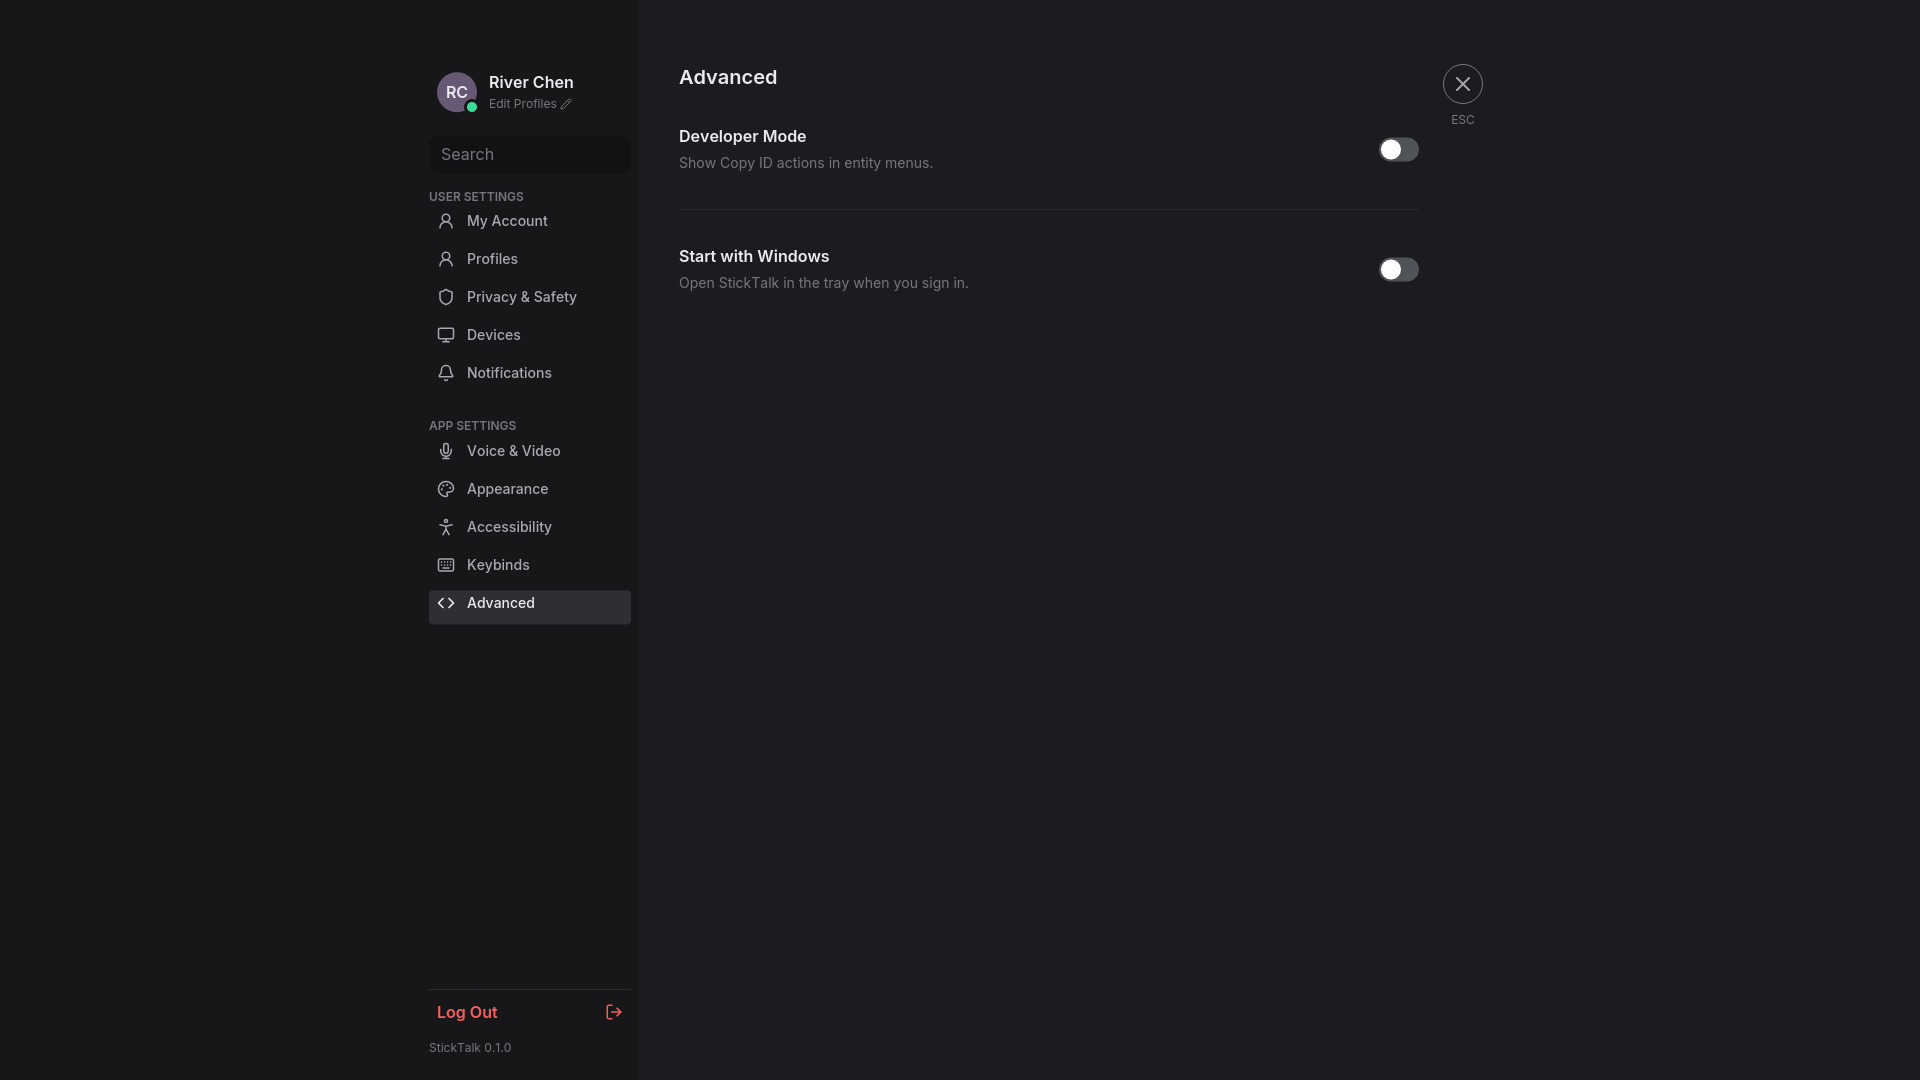 RC
River Chen
Edit Profiles
Search
USER SETTINGS
My Account
Profiles
Privacy & Safety
Devices
Notifications
APP SETTINGS
Voice & Video
Appearance
Accessibility
Keybinds
Advanced
Log Out
StickTalk 0.1.0
Advanced
Developer Mode
Show Copy ID actions in entity menus.
Start with Windows
Open StickTalk in the tray when you sign in.
ESC